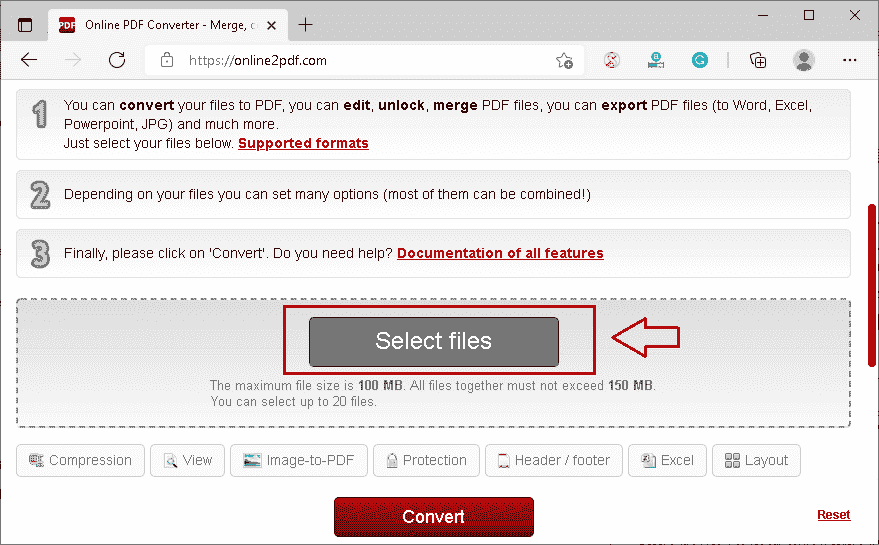 PDF Online PDF Converter - Merge, c
https://online2pdf.com
1 You can convert your files to PDF, you can edit, unlock, merge PDF files, you can export PDF files (to Word, Excel,
Powerpoint, JPG) and much more.
Just select your files below. Supported formats
2 Depending on your files you can set many options (most of them can be combined!)
3 Finally, please click on 'Convert'. Do you need help? Documentation of all features
Select files
The maximum file size is 100 MB. All files together must not exceed 150 MB.
You can select up to 20 files.
Compression View Image-to-PDF Protection Header / footer Excel Layout
Convert
Reset